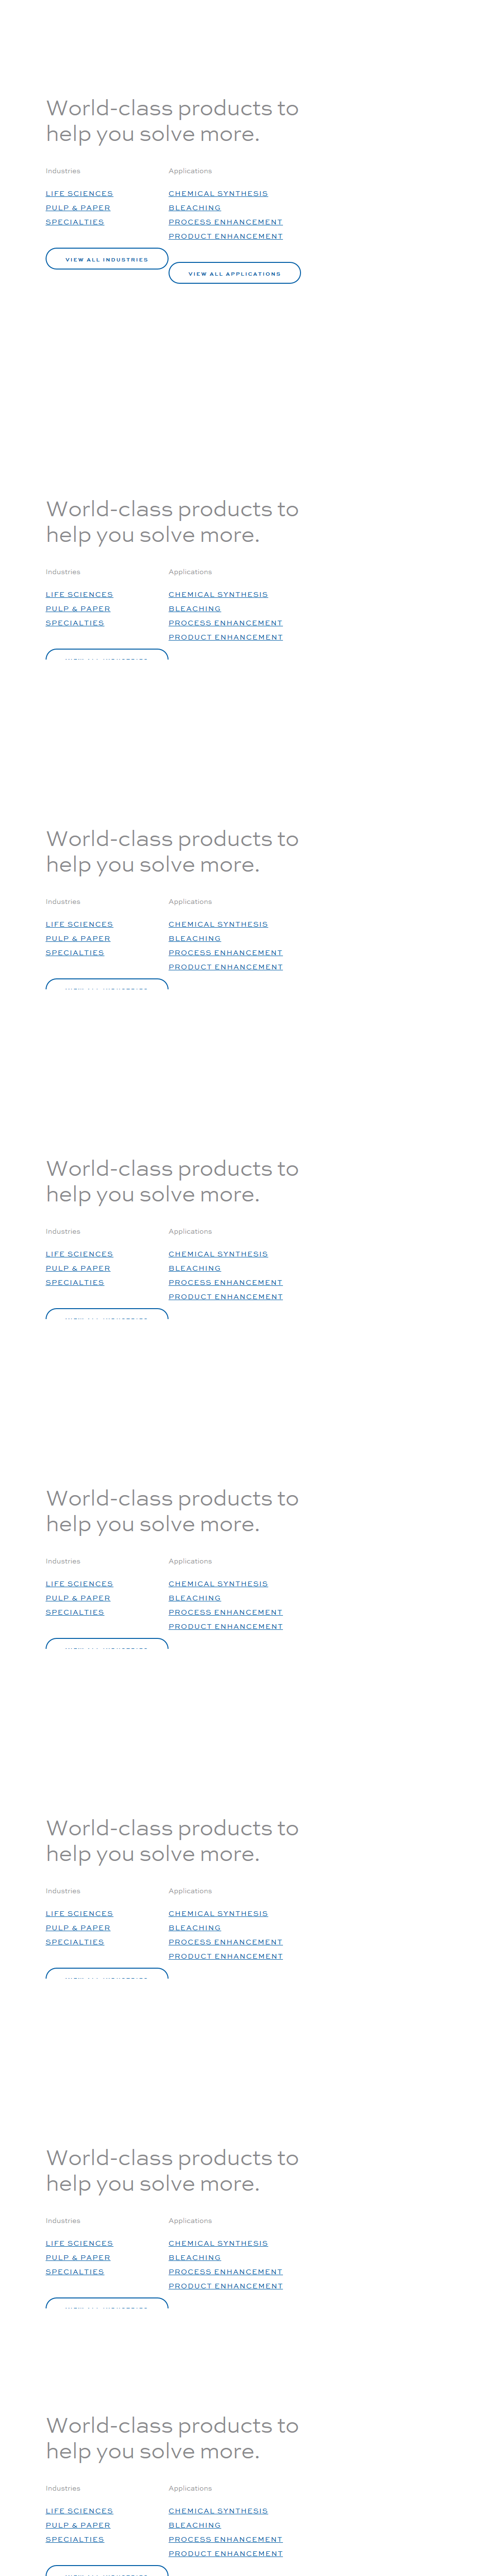 World-class products to
help you solve more.
Industries
LIFE SCIENCES
PULP & PAPER
SPECIALTIES
VIEW ALL INDUSTRIES
Applications
CHEMICAL SYNTHESIS
BLEACHING
PROCESS ENHANCEMENT
PRODUCT ENHANCEMENT
VIEW ALL APPLICATIONS
World-class products to
help you solve more.
Industries
LIFE SCIENCES
PULP & PAPER
SPECIALTIES
Applications
CHEMICAL SYNTHESIS
BLEACHING
PROCESS ENHANCEMENT
PRODUCT ENHANCEMENT
World-class products to
help you solve more.
Industries
LIFE SCIENCES
PULP & PAPER
SPECIALTIES
Applications
CHEMICAL SYNTHESIS
BLEACHING
PROCESS ENHANCEMENT
PRODUCT ENHANCEMENT
World-class products to
help you solve more.
Industries
LIFE SCIENCES
PULP & PAPER
SPECIALTIES
Applications
CHEMICAL SYNTHESIS
BLEACHING
PROCESS ENHANCEMENT
PRODUCT ENHANCEMENT
World-class products to
help you solve more.
Industries
LIFE SCIENCES
PULP & PAPER
SPECIALTIES
Applications
CHEMICAL SYNTHESIS
BLEACHING
PROCESS ENHANCEMENT
PRODUCT ENHANCEMENT
World-class products to
help you solve more.
Industries
LIFE SCIENCES
PULP & PAPER
SPECIALTIES
Applications
CHEMICAL SYNTHESIS
BLEACHING
PROCESS ENHANCEMENT
PRODUCT ENHANCEMENT
World-class products to
help you solve more.
Industries
LIFE SCIENCES
PULP & PAPER
SPECIALTIES
Applications
CHEMICAL SYNTHESIS
BLEACHING
PROCESS ENHANCEMENT
PRODUCT ENHANCEMENT
World-class products to
help you solve more.
Industries
LIFE SCIENCES
PULP & PAPER
SPECIALTIES
Applications
CHEMICAL SYNTHESIS
BLEACHING
PROCESS ENHANCEMENT
PRODUCT ENHANCEMENT